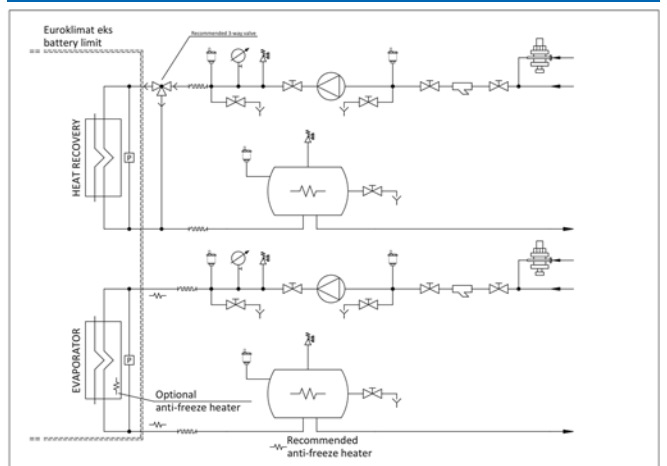 Euroklimat eks
battery limit
Recommended 3-way valve
HEAT RECOVERY
P
EVAPORATOR
P
Optional
anti-freeze heater
Recommended
anti-freeze heater